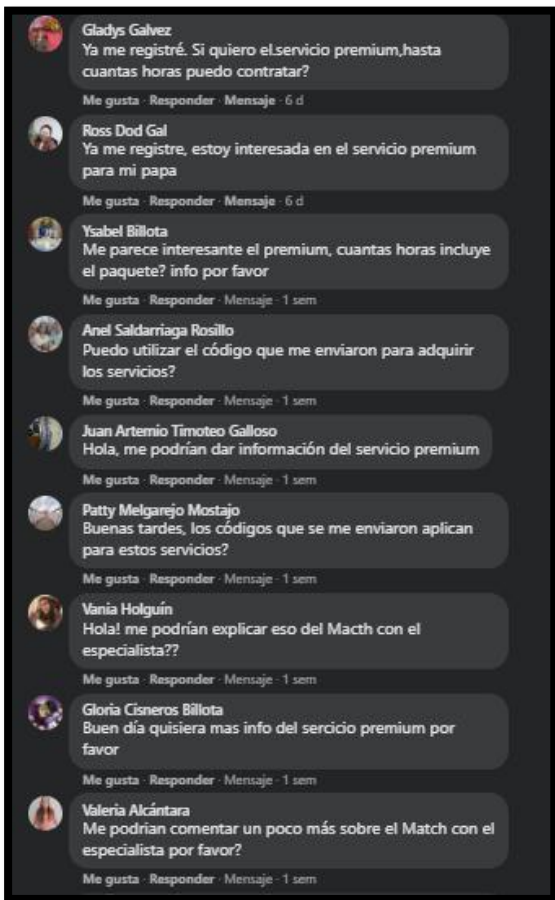 Gladys Galvez
Ya me registré. Si quiero el.servicio premium,hasta
cuantas horas puedo contratar?
Me gusta · Responder · Mensaje · 6 d
Ross Dod Gal
Ya me registre, estoy interesada en el servicio premium
para mi papa
Me gusta · Responder · Mensaje · 6 d
Ysabel Billota
Me parece interesante el premium, cuantas horas incluye
el paquete? info por favor
Me gusta · Responder · Mensaje · 1 sem
Anel Saldarriaga Rosillo
Puedo utilizar el código que me enviaron para adquirir
los servicios?
Me gusta · Responder · Mensaje · 1 sem
Juan Artemio Timoteo Galloso
Hola, me podrían dar información del servicio premium
Me gusta · Responder · Mensaje · 1 sem
Patty Melgarejo Mostajo
Buenas tardes, los códigos que se me enviaron aplican
para estos servicios?
Me gusta · Responder · Mensaje · 1 sem
Vania Holguín
Hola! me podrían explicar eso del Macth con el
especialista??
Me gusta · Responder · Mensaje · 1 sem
Gloria Cisneros Billota
Buen día quisiera mas info del sercicio premium por
favor
Me gusta · Responder · Mensaje · 1 sem
Valeria Alcántara
Me podrian comentar un poco más sobre el Match con el
especialista por favor?
Me gusta · Responder · Mensaje · 1 sem